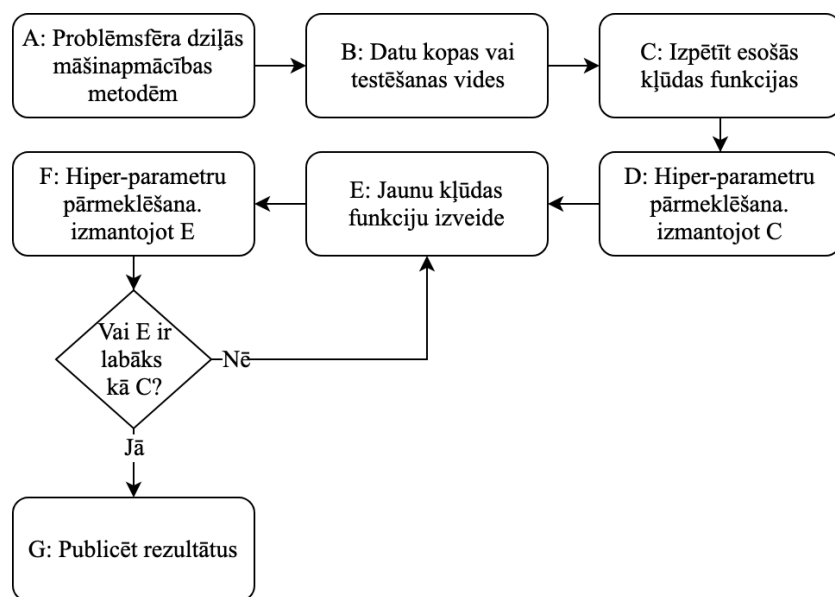 A: Problēmsfēra dziļās
māšinapmācības
metodēm
B: Datu kopas vai
testēšanas vides
C: Izpētīt esošās
kļūdas funkcijas
D: Hiper-parametru
pārmeklēšana.
izmantojot C
E: Jaunu kļūdas
funkciju izveide
F: Hiper-parametru
pārmeklēšana.
izmantojot E
Vai E ir
labāks
kā C?
Nē
Jā
G: Publicēt rezultātus